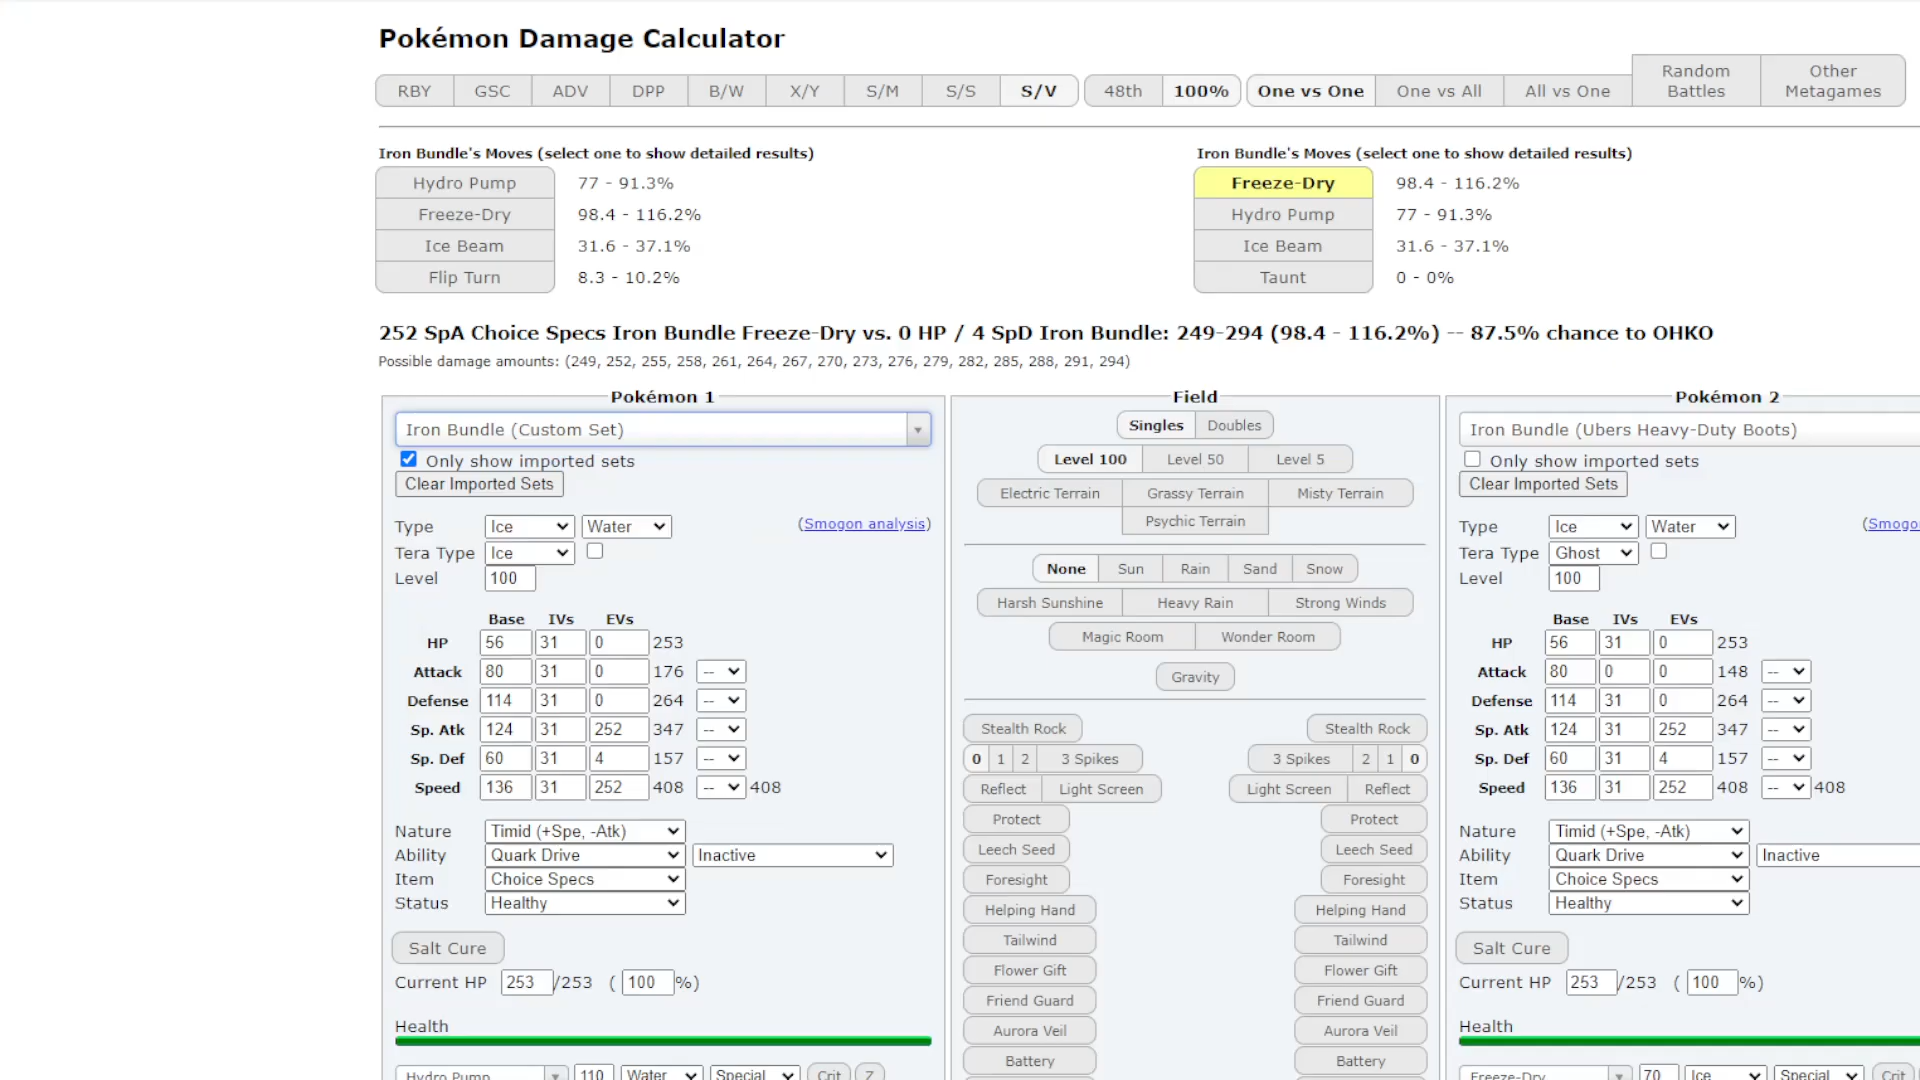 Pokémon Damage Calculator
RBY GSC ADV DPP B/W X/Y S/M S/S S/V 48th 100% One vs One One vs All All vs One Random Battles Other Metagames
Iron Bundle's Moves (select one to show detailed results)
Hydro Pump 77 - 91.3%
Freeze-Dry 98.4 - 116.2%
Ice Beam 31.6 - 37.1%
Flip Turn 8.3 - 10.2%
Iron Bundle's Moves (select one to show detailed results)
Freeze-Dry 98.4 - 116.2%
Hydro Pump 77 - 91.3%
Ice Beam 31.6 - 37.1%
Taunt 0 - 0%
252 SpA Choice Specs Iron Bundle Freeze-Dry vs. 0 HP / 4 SpD Iron Bundle: 249-294 (98.4 - 116.2%) -- 87.5% chance to OHKO
Possible damage amounts: (249, 252, 255, 258, 261, 264, 267, 270, 273, 276, 279, 282, 285, 288, 291, 294)
Pokémon 1
Iron Bundle (Custom Set)
Only show imported sets
Clear Imported Sets
Type Ice Water (Smogon analysis)
Tera Type Ice
Level 100
Base IVs EVs
HP 56 31 0 253
Attack 80 31 0 176 --
Defense 114 31 0 264 --
Sp. Atk 124 31 252 347 --
Sp. Def 60 31 4 157 --
Speed 136 31 252 408 -- 408
Nature Timid (+Spe, -Atk)
Ability Quark Drive Inactive
Item Choice Specs
Status Healthy
Salt Cure
Current HP 253 /253 ( 100 %)
Health
Hydro Pump 110 Water Special Crit Z
Field
Singles Doubles
Level 100 Level 50 Level 5
Electric Terrain Grassy Terrain Misty Terrain
Psychic Terrain
None Sun Rain Sand Snow
Harsh Sunshine Heavy Rain Strong Winds
Magic Room Wonder Room
Gravity
Stealth Rock Stealth Rock
0 1 2 3 Spikes 3 Spikes 2 1 0
Reflect Light Screen Light Screen Reflect
Protect Protect
Leech Seed Leech Seed
Foresight Foresight
Helping Hand Helping Hand
Tailwind Tailwind
Flower Gift Flower Gift
Friend Guard Friend Guard
Aurora Veil Aurora Veil
Battery Battery
Pokémon 2
Iron Bundle (Ubers Heavy-Duty Boots)
Only show imported sets
Clear Imported Sets
Type Ice Water (Smogo
Tera Type Ghost
Level 100
Base IVs EVs
HP 56 31 0 253
Attack 80 0 0 148 --
Defense 114 31 0 264 --
Sp. Atk 124 31 252 347 --
Sp. Def 60 31 4 157 --
Speed 136 31 252 408 -- 408
Nature Timid (+Spe, -Atk)
Ability Quark Drive Inactive
Item Choice Specs
Status Healthy
Salt Cure
Current HP 253 /253 ( 100 %)
Health
Freeze-Dry 70 Ice Special Crit